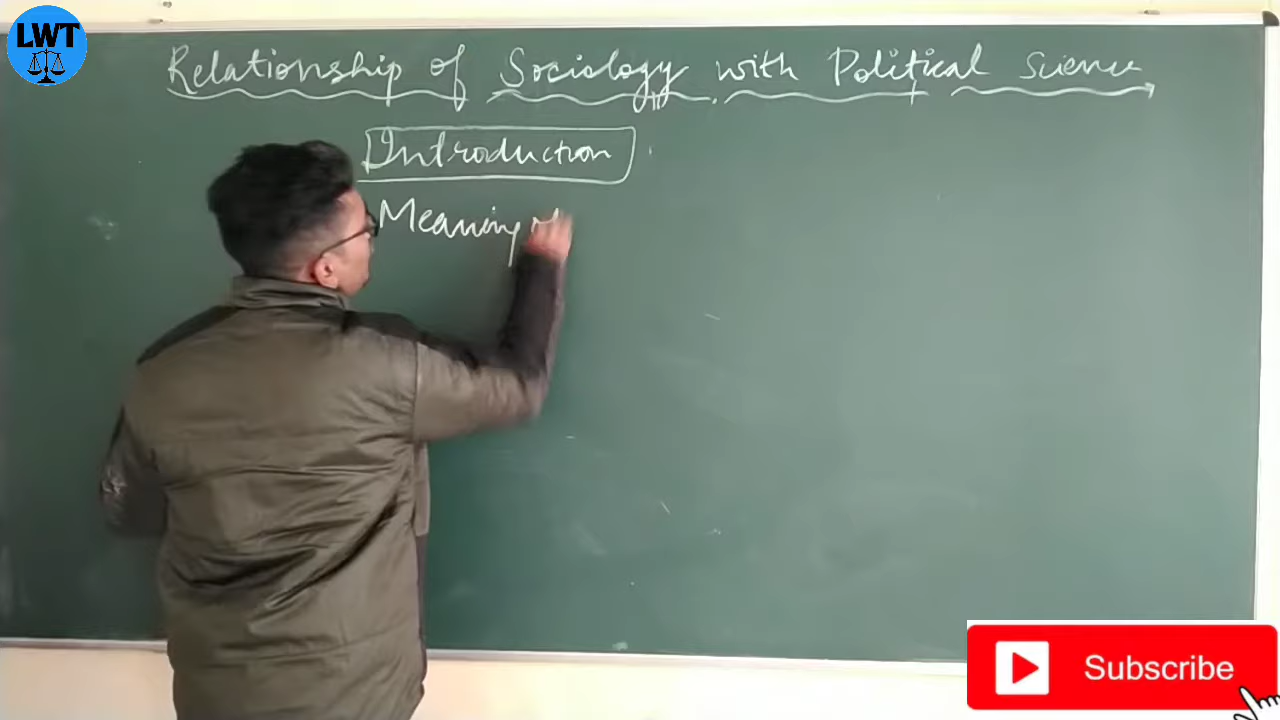 LWT
Relationship of Sociology with Political Science
Introduction
Meaning of
Subscribe